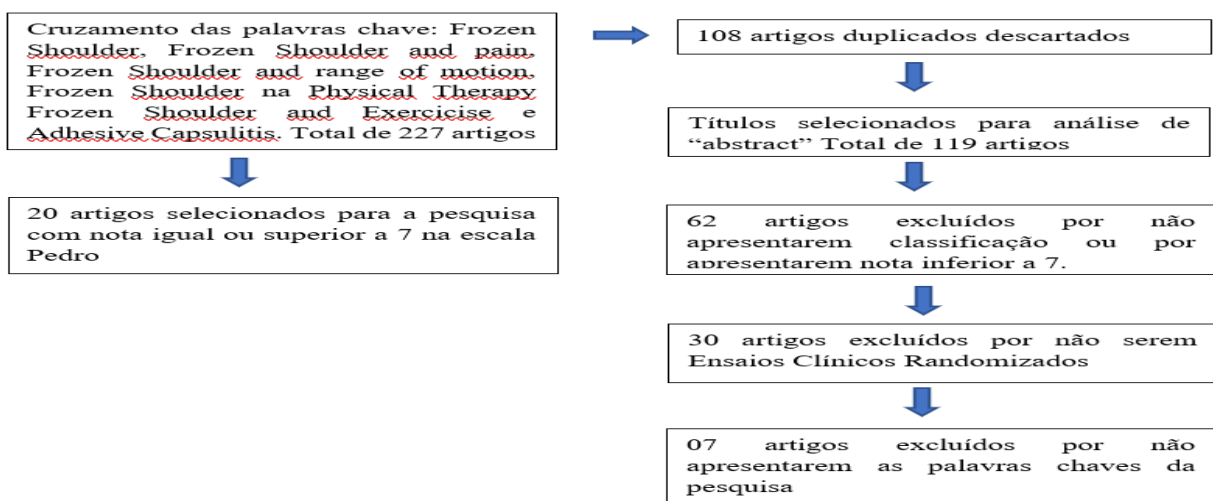 Cruzamento das palavras chave: Frozen
Shoulder, Frozen Shoulder and pain,
Frozen Shoulder and range of motion,
Frozen Shoulder na Physical Therapy
Frozen Shoulder and Exercicise e
Adhesive Capsulitis. Total de 227 artigos
20 artigos selecionados para a pesquisa
com nota igual ou superior a 7 na escala
Pedro
108 artigos duplicados descartados
Títulos selecionados para análise de
“abstract” Total de 119 artigos
62 artigos excluídos por não
apresentarem classificação ou por
apresentarem nota inferior a 7.
30 artigos excluídos por não serem
Ensaios Clínicos Randomizados
07 artigos excluídos por não
apresentarem as palavras chaves da
pesquisa